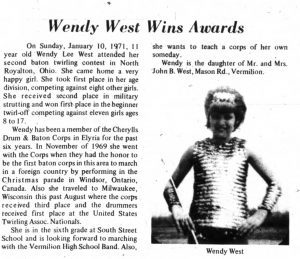 Wendy West Wins Awards
On Sunday, January 10, 1971, 11
year old Wendy Lee West attended her
second baton twirling contest in North
Royalton, Ohio. She came home a very
happy girl. She took first place in her age
division, competing against eight other girls.
She received second place in military
strutting and won first place in the beginner
twirl-off competing against eleven girls ages
8 to 17.
Wendy has been a member of the Cherylls
Drum & Baton Corps in Elyria for the past
six years. In November of 1969 she went
with the Corps when they had the honor to
be the first baton corps in this area to march
in a foreign country by performing in the
Christmas parade in Windsor, Ontario,
Canada. Also she traveled to Milwaukee,
Wisconsin this past August where the corps
received third place and the drummers
received first place at the United States
Twirling Assoc. Nationals.
She is in the sixth grade at South Street
School and is looking forward to marching
with the Vermilion High School Band. Also,
she wants to teach a corps of her own
someday.
Wendy is the daughter of Mr. and Mrs.
John B. West, Mason Rd., Vermilion.
Wendy West